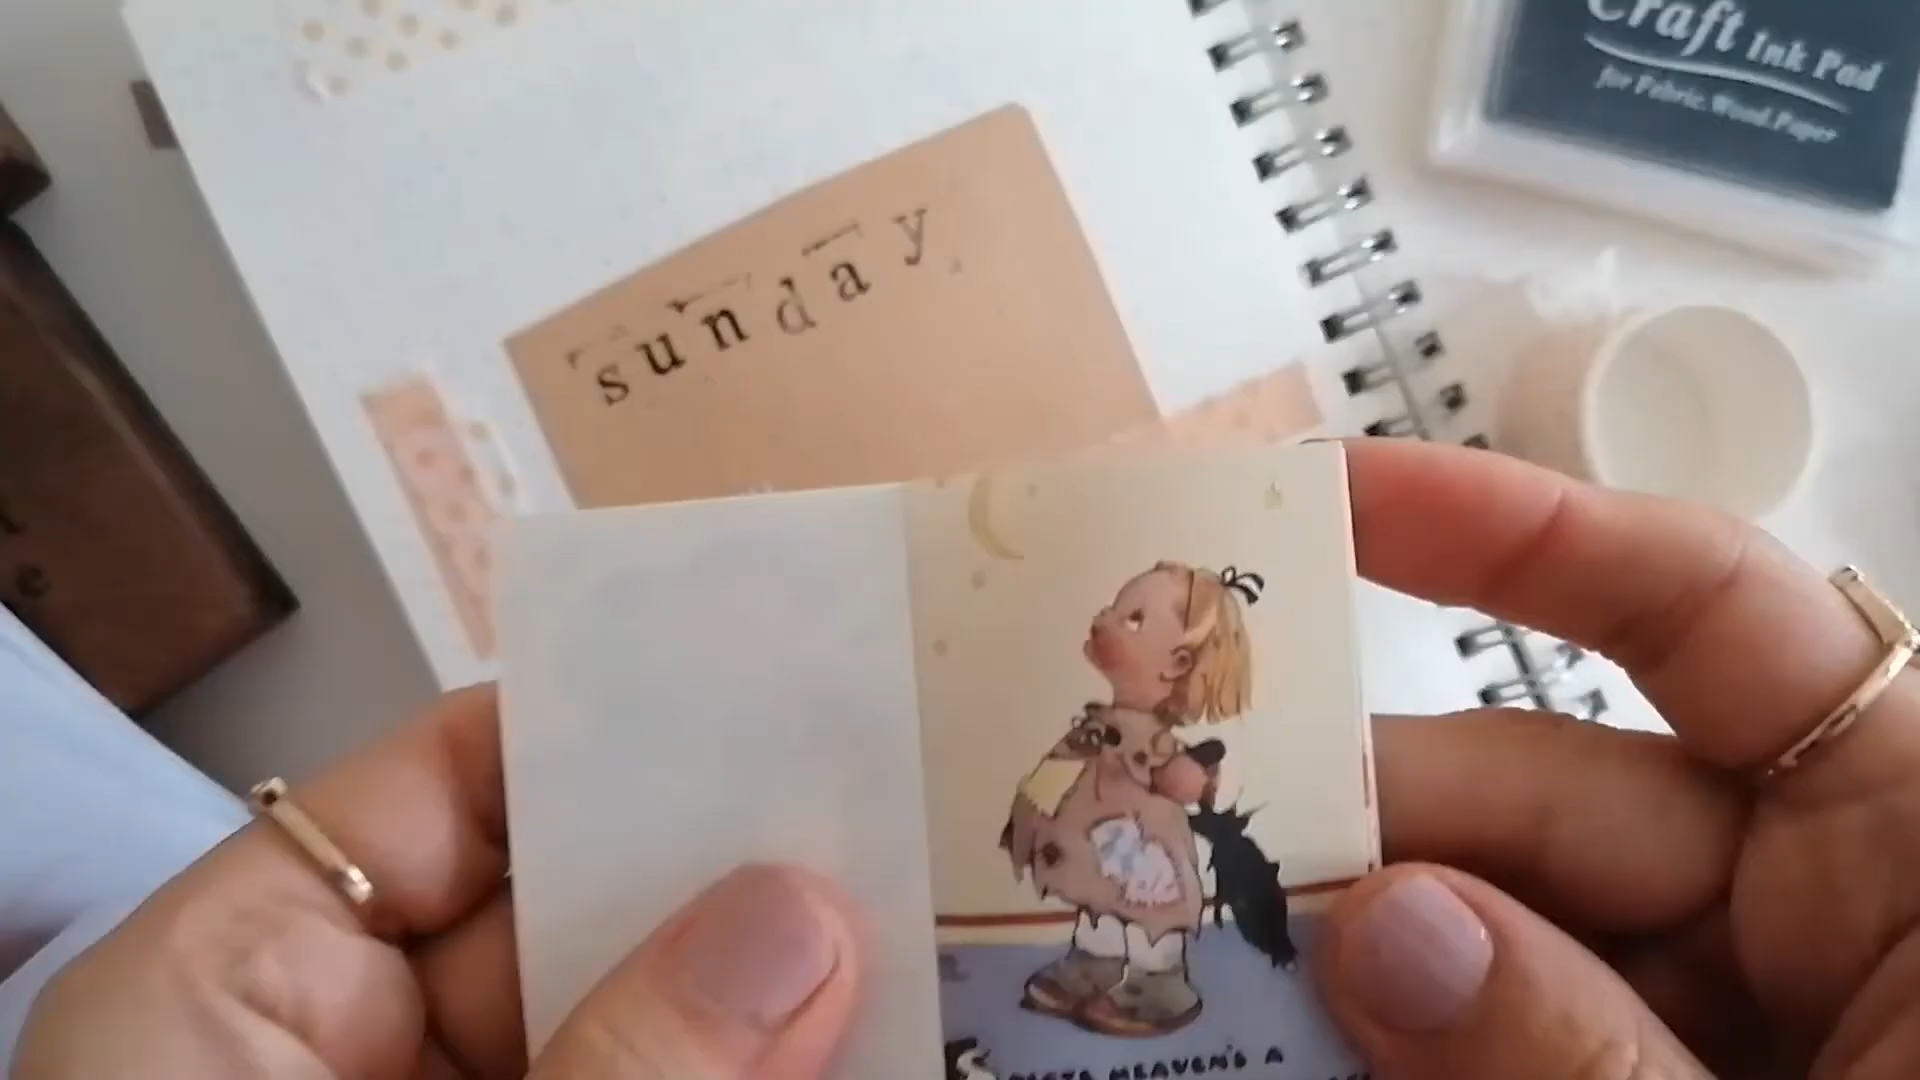 Craft Ink Pad
for Fabric, Wood, Paper
sunday
e
HEAVEN'S A